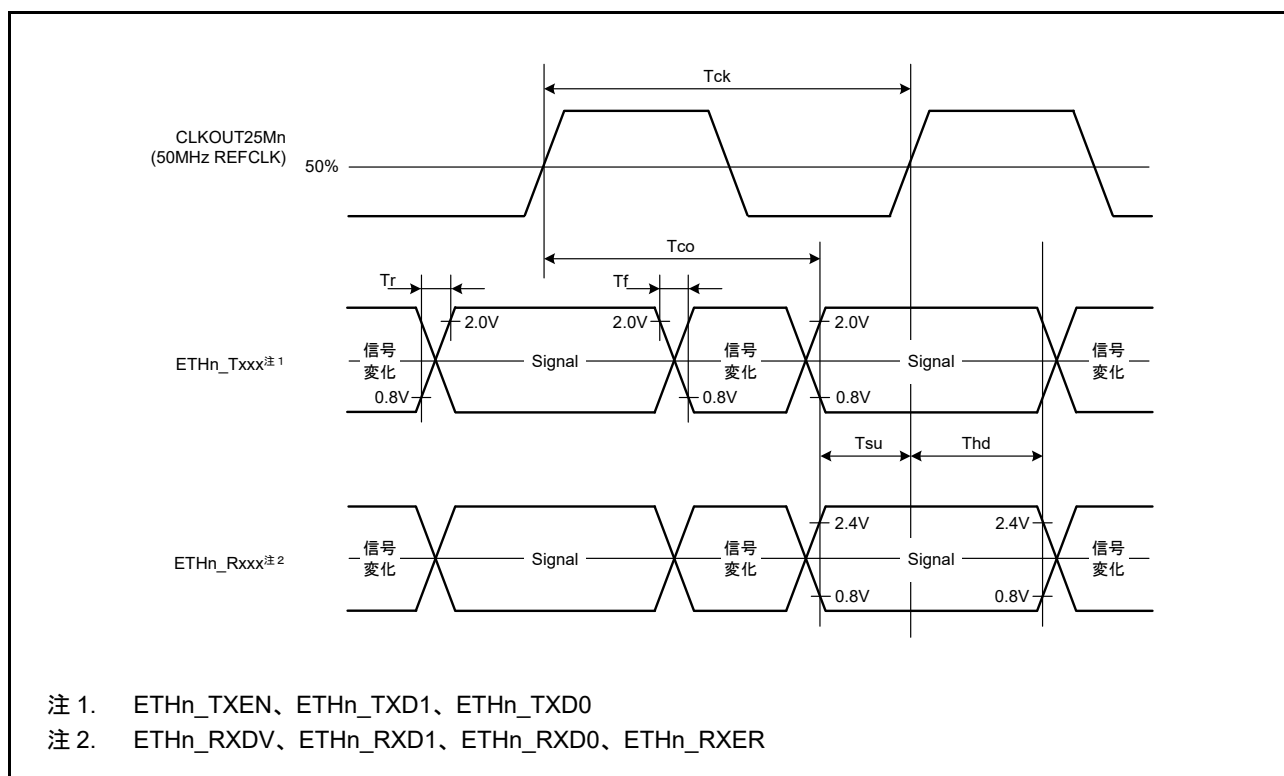 Tck
CLKOUT25Mn
(50MHz REFCLK)
50%
Tco
Tr
Tf
2.0V
2.0V
2.0V
ETHn_Txxx注1
信号
変化
Signal
信号
変化
Signal
信号
変化
0.8V
0.8V
0.8V
Tsu
Thd
2.4V
2.4V
ETHn_Rxxx注2
信号
変化
Signal
信号
変化
Signal
信号
変化
0.8V
0.8V
注 1. ETHn_TXEN、ETHn_TXD1、ETHn_TXD0
注 2. ETHn_RXDV、ETHn_RXD1、ETHn_RXD0、ETHn_RXER